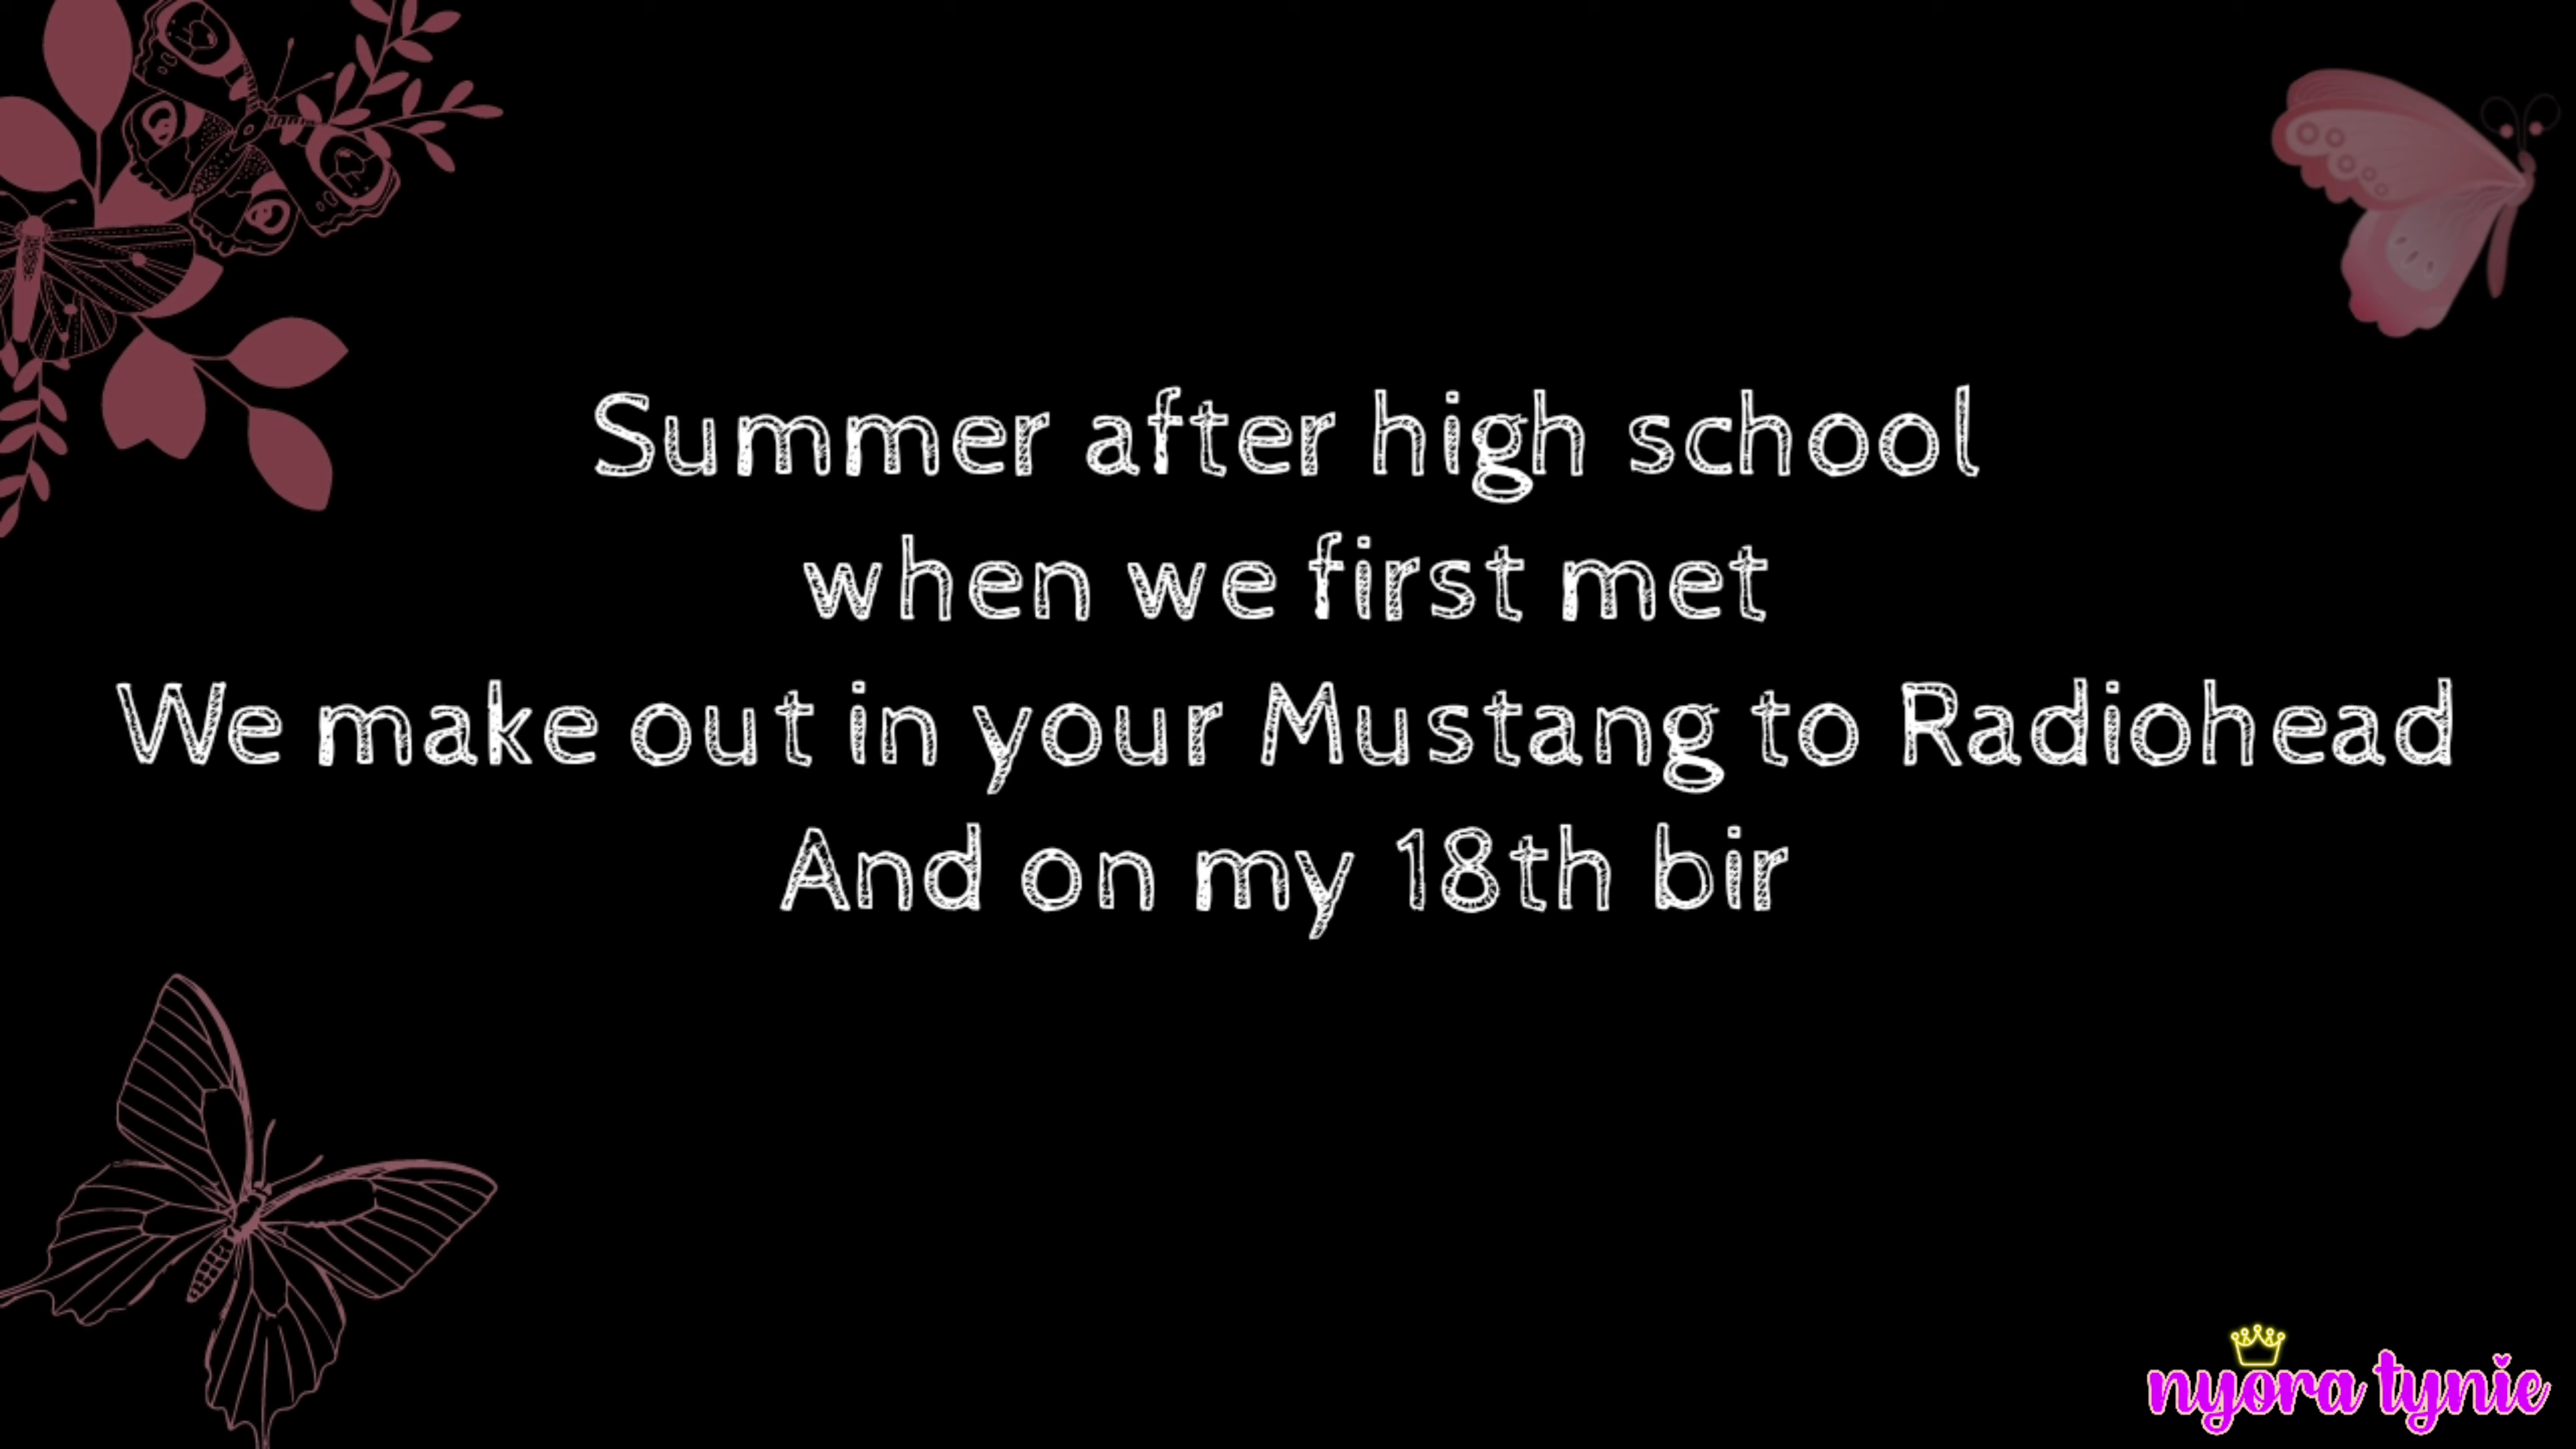 Summer after high school
when we first met
We make out in your Mustang to Radiohead
And on my 18th bir
nyora tynie